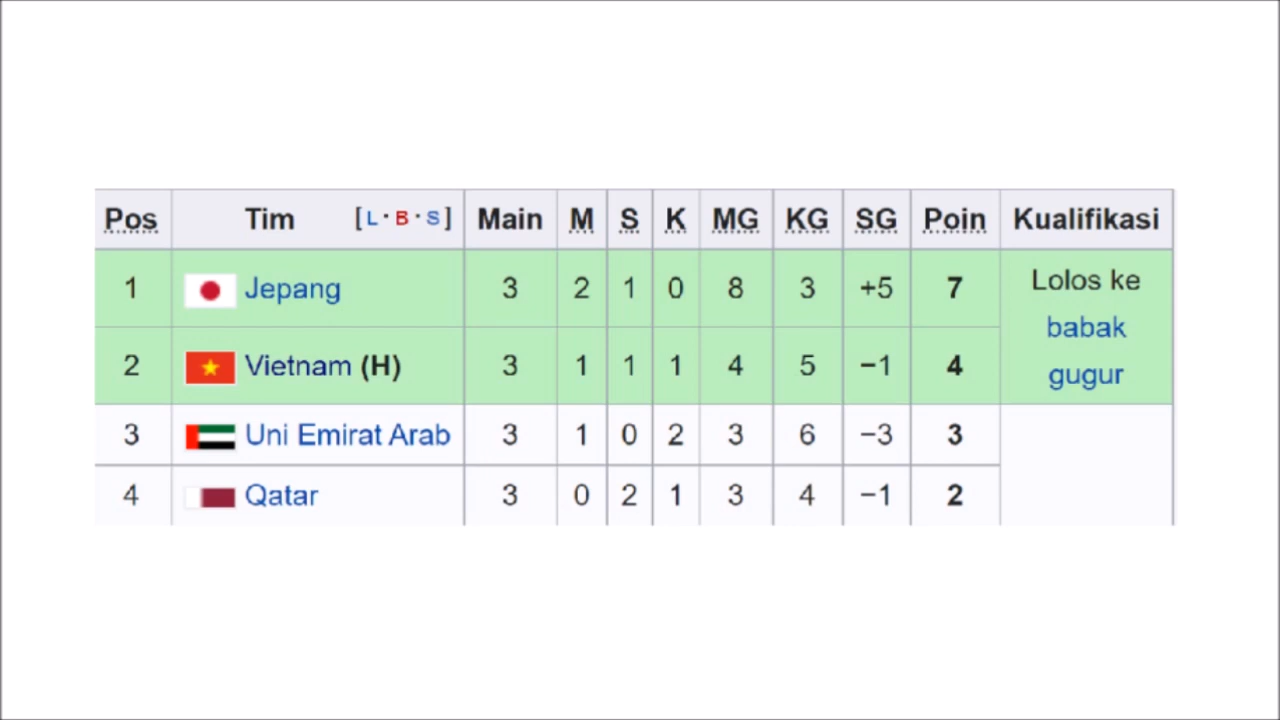 Pos Tim [L · B · S] Main M S K MG KG SG Poin Kualifikasi
1 Jepang 3 2 1 0 8 3 +5 7 Lolos ke
babak
2 Vietnam (H) 3 1 1 1 4 5 −1 4 gugur
3 Uni Emirat Arab 3 1 0 2 3 6 −3 3
4 Qatar 3 0 2 1 3 4 −1 2